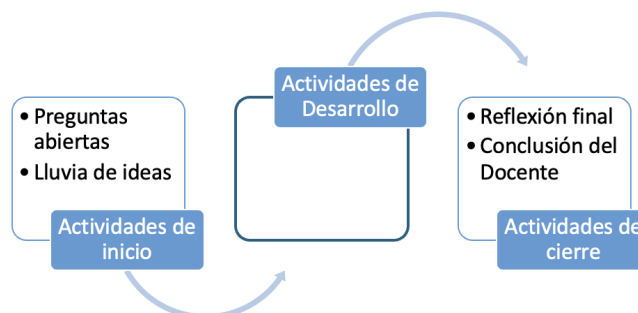 • Preguntas
abiertas
• Lluvia de ideas
Actividades de
inicio
Actividades de
Desarrollo
• Reflexión final
• Conclusión del
Docente
Actividades de
cierre